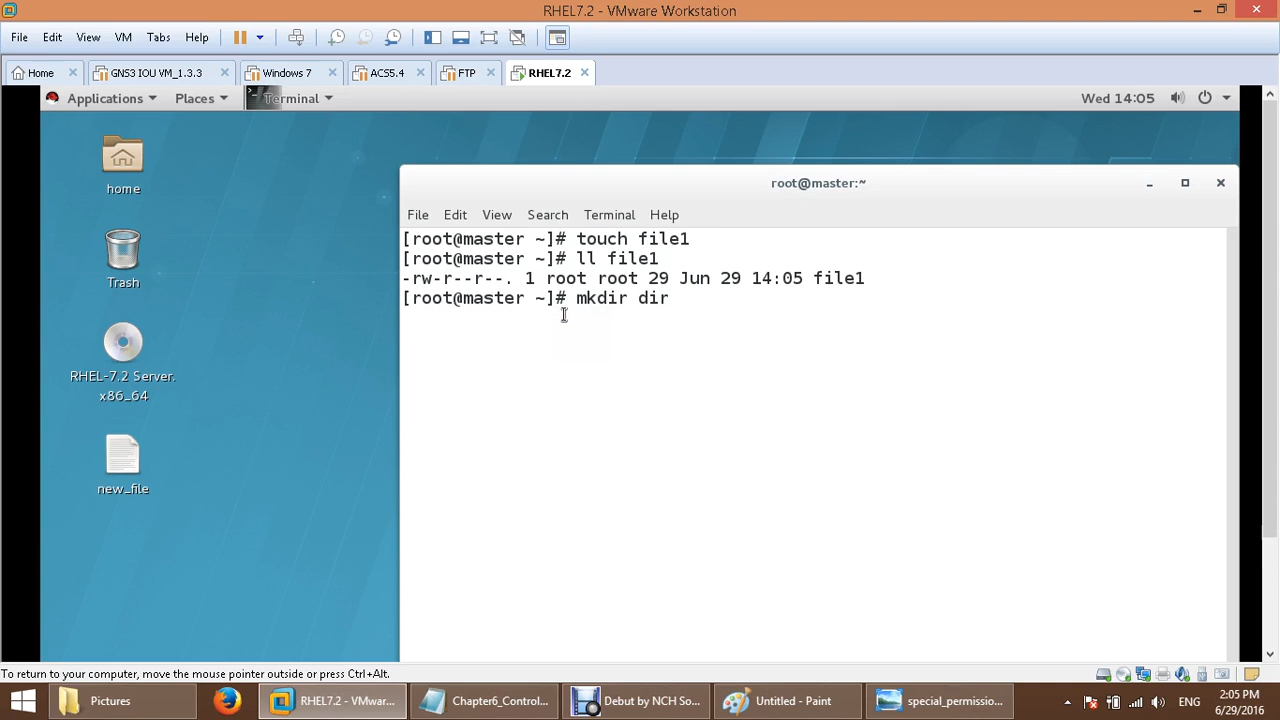 RHEL7.2 - VMware Workstation
File Edit View VM Tabs Help
Home GNS3 IOU VM_1.3.3 Windows 7 ACS5.4 FTP RHEL7.2
Applications Places Terminal Wed 14:05
home
Trash
RHEL-7.2 Server.
x86_64
new_file
root@master:~
File Edit View Search Terminal Help
[root@master ~]# touch file1
[root@master ~]# ll file1
-rw-r--r--. 1 root root 29 Jun 29 14:05 file1
[root@master ~]# mkdir dir
To return to your computer, move the mouse pointer outside or press Ctrl+Alt.
Pictures RHEL7.2 - VMwar... Chapter6_Control... Debut by NCH So... Untitled - Paint special_permissio... ENG
2:05 PM
6/29/2016